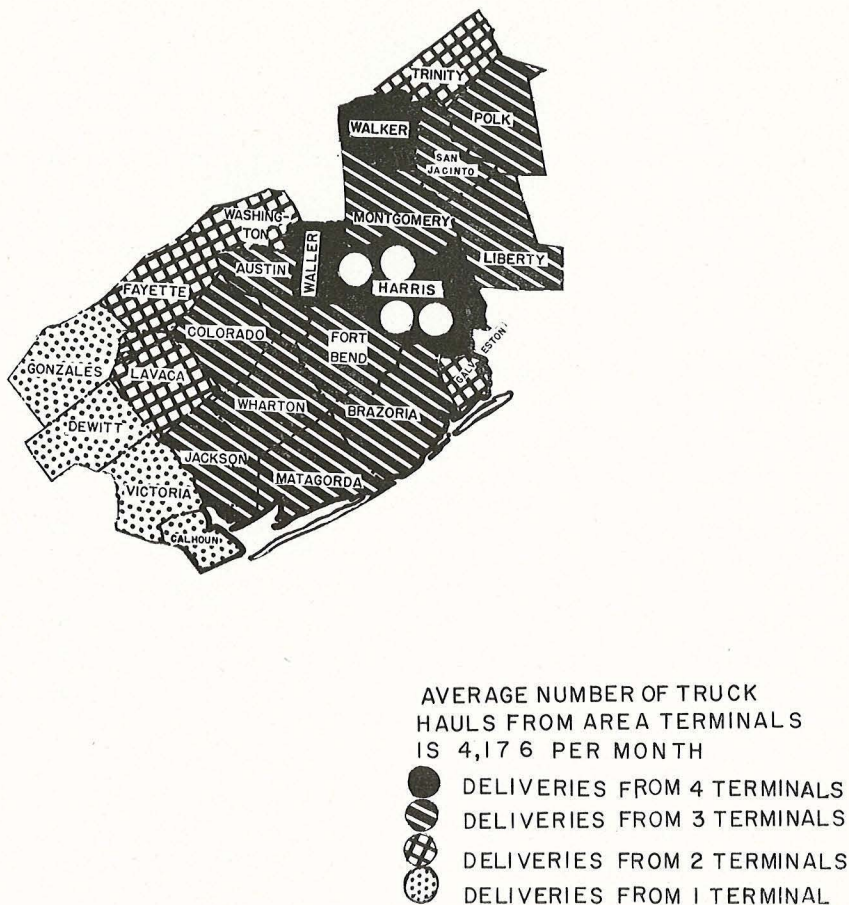 TRINITY
POLK
WALKER
SAN
JACINTO
MONTGOMERY
WASHING-
TON
WALLER
AUSTIN
LIBERTY
HARRIS
FAYETTE
COLORADO
FORT
BEND
GALV
ESTON
GONZALES
LAVACA
WHARTON
BRAZORIA
DEWITT
JACKSON
MATAGORDA
VICTORIA
CALHOUN
AVERAGE NUMBER OF TRUCK
HAULS FROM AREA TERMINALS
IS 4,176 PER MONTH
DELIVERIES FROM 4 TERMINALS
DELIVERIES FROM 3 TERMINALS
DELIVERIES FROM 2 TERMINALS
DELIVERIES FROM 1 TERMINAL